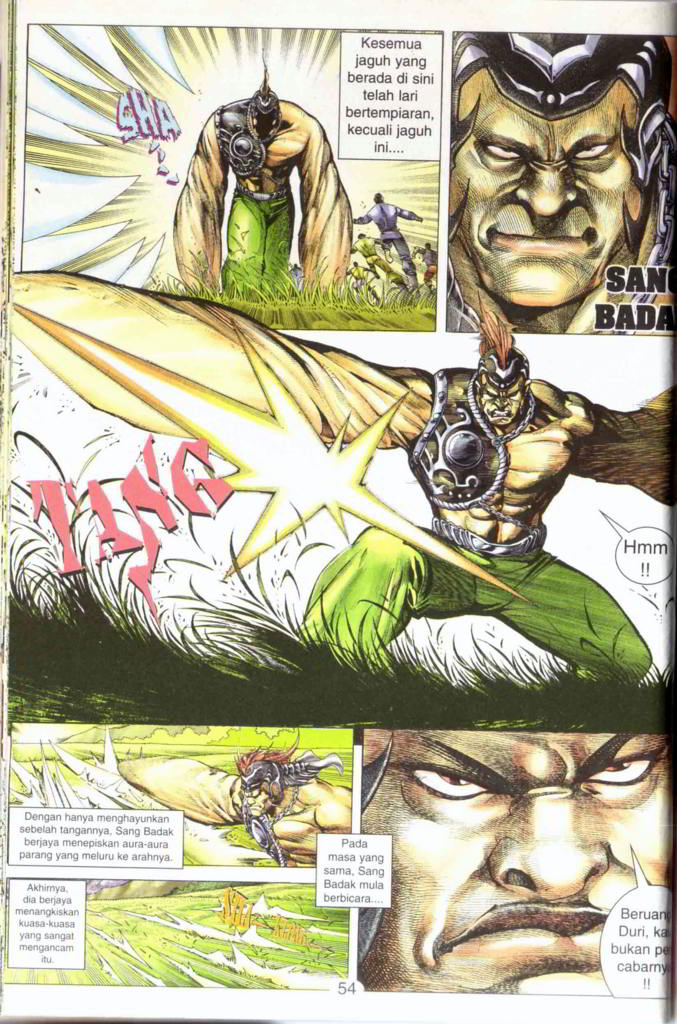 Kesemua
jaguh yang
berada di sini
telah lari
bertempiaran,
kecuali jaguh
ini....
SHA
SANG
BADA
TANG
Hmm
!!
Dengan hanya menghayunkan
sebelah tangannya, Sang Badak
berjaya menepiskan aura-aura
parang yang meluru ke arahnya.
Pada
masa yang
sama, Sang
Badak mula
berbicara....
Akhirnya,
dia berjaya
menangkiskan
kuasa-kuasa
yang sangat
mengancam
itu.
Beruang
Duri, ka
bukan pe
cabarny
!!
54